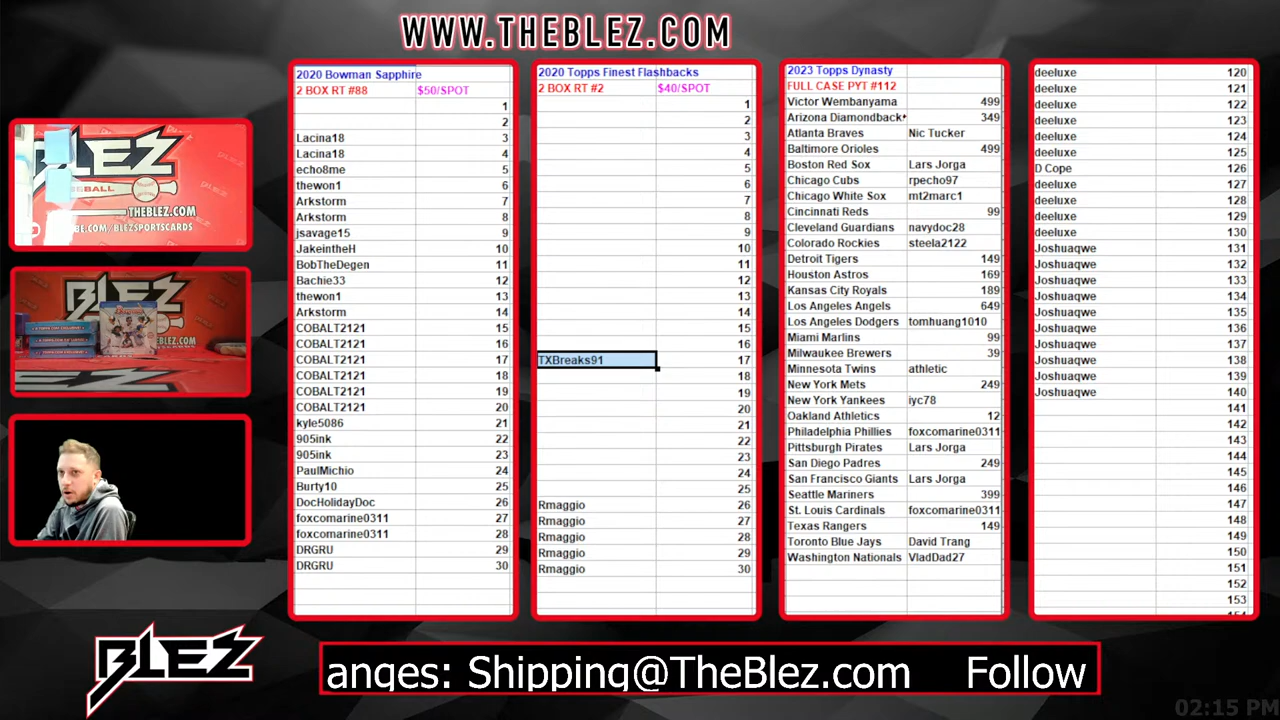 WWW.THEBLEZ.COM
BLEZ
BASEBALL
THEBLEZ.COM
BE.COM/BLEZSPORTSCARDS
BLEZ
2020 Bowman Sapphire
2 BOX RT #88 $50/SPOT
1
2
Lacina18 3
Lacina18 4
echo8me 5
thewon1 6
Arkstorm 7
Arkstorm 8
jsavage15 9
JakeintheH 10
BobTheDegen 11
Bachie33 12
thewon1 13
Arkstorm 14
COBALT2121 15
COBALT2121 16
COBALT2121 17
COBALT2121 18
COBALT2121 19
COBALT2121 20
kyle5086 21
905ink 22
905ink 23
PaulMichio 24
Burty10 25
DocHolidayDoc 26
foxcomarine0311 27
foxcomarine0311 28
DRGRU 29
DRGRU 30
2020 Topps Finest Flashbacks
2 BOX RT #2 $40/SPOT
1
2
3
4
5
6
7
8
9
10
11
12
13
14
15
16
TXBreaks91 17
18
19
20
21
22
23
24
25
Rmaggio 26
Rmaggio 27
Rmaggio 28
Rmaggio 29
Rmaggio 30
2023 Topps Dynasty
FULL CASE PYT #112
Victor Wembanyama 499
Arizona Diamondback 349
Atlanta Braves Nic Tucker
Baltimore Orioles 499
Boston Red Sox Lars Jorga
Chicago Cubs rpecho97
Chicago White Sox mt2marc1
Cincinnati Reds 99
Cleveland Guardians navydoc28
Colorado Rockies steela2122
Detroit Tigers 149
Houston Astros 169
Kansas City Royals 189
Los Angeles Angels 649
Los Angeles Dodgers tomhuang1010
Miami Marlins 99
Milwaukee Brewers 39
Minnesota Twins athletic
New York Mets 249
New York Yankees iyc78
Oakland Athletics 12
Philadelphia Phillies foxcomarine0311
Pittsburgh Pirates Lars Jorga
San Diego Padres 249
San Francisco Giants Lars Jorga
Seattle Mariners 399
St. Louis Cardinals foxcomarine0311
Texas Rangers 149
Toronto Blue Jays David Trang
Washington Nationals VladDad27
deeluxe 120
deeluxe 121
deeluxe 122
deeluxe 123
deeluxe 124
deeluxe 125
D Cope 126
deeluxe 127
deeluxe 128
deeluxe 129
deeluxe 130
Joshuaqwe 131
Joshuaqwe 132
Joshuaqwe 133
Joshuaqwe 134
Joshuaqwe 135
Joshuaqwe 136
Joshuaqwe 137
Joshuaqwe 138
Joshuaqwe 139
Joshuaqwe 140
141
142
143
144
145
146
147
148
149
150
151
152
153
154
BLEZ
anges: Shipping@TheBlez.com Follow
02:15 PM